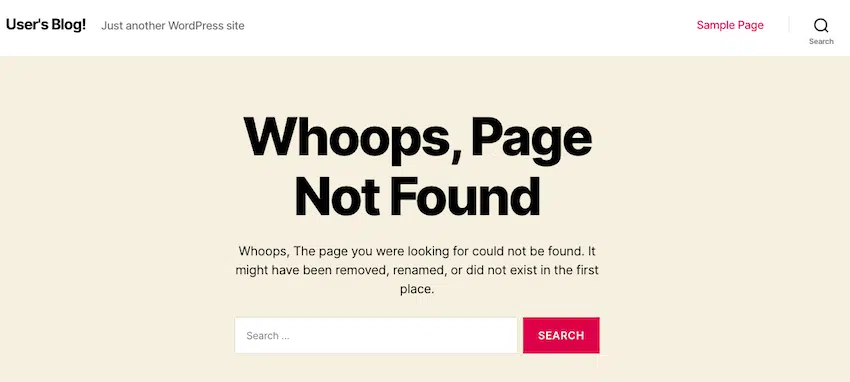 User's Blog! Just another WordPress site Sample Page
Search
Whoops, Page
Not Found
Whoops, The page you were looking for could not be found. It
might have been removed, renamed, or did not exist in the first
place.
Search ... SEARCH